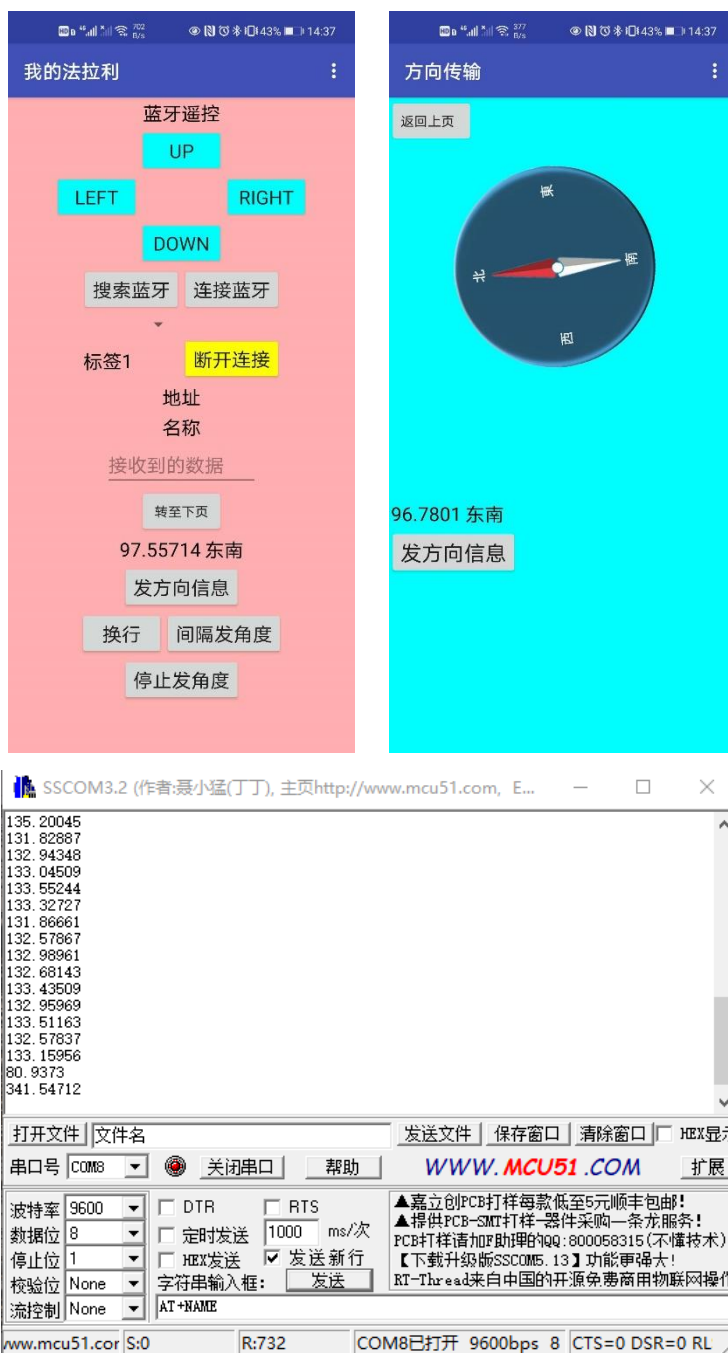 702 B/s 43% 14:37
我的法拉利
蓝牙遥控
UP
LEFT RIGHT
DOWN
搜索蓝牙 连接蓝牙
标签1 断开连接
地址
名称
接收到的数据
转至下页
97.55714 东南
发方向信息
换行 间隔发角度
停止发角度
377 B/s 43% 14:37
方向传输
返回上页
東
北 南
西
96.7801 东南
发方向信息
SSCOM3.2 (作者:聂小猛(丁丁), 主页http://www.mcu51.com, E...
135.20045
131.82887
132.94348
133.04509
133.55244
133.32727
131.86661
132.57867
132.98961
132.68143
133.43509
132.95969
133.51163
132.57837
133.15956
80.9373
341.54712
打开文件 文件名 发送文件 保存窗口 清除窗口 HEX显示
串口号 COM8 关闭串口 帮助 WWW.MCU51.COM 扩展
波特率 9600 DTR RTS
数据位 8 定时发送 1000 ms/次
停止位 1 HEX发送 发送新行
校验位 None 字符串输入框: 发送
流控制 None AT+NAME
▲嘉立创PCB打样每款低至5元顺丰包邮!
▲提供PCB-SMT打样-器件采购一条龙服务!
PCB打样请加QQ:800058315(不懂技术)
【下载升级版SSCOM5.13】功能更强大!
RT-Thread来自中国的开源免费商用物联网操作
www.mcu51.cor S:0 R:732 COM8已打开 9600bps 8 CTS=0 DSR=0 RL